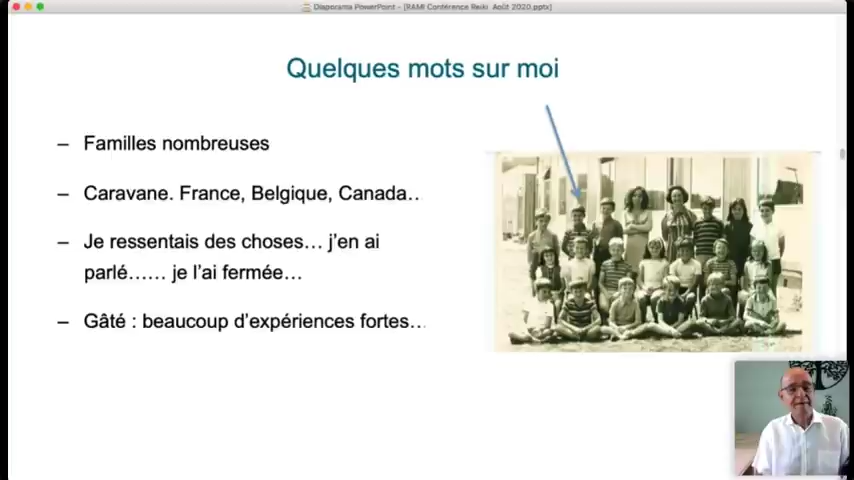 Diaporama PowerPoint - [RAMI Conférence Reiki Août 2020.pptx]
Quelques mots sur moi
– Familles nombreuses
– Caravane. France, Belgique, Canada…
– Je ressentais des choses… j’en ai
parlé…… je l’ai fermée…
– Gâté : beaucoup d’expériences fortes…